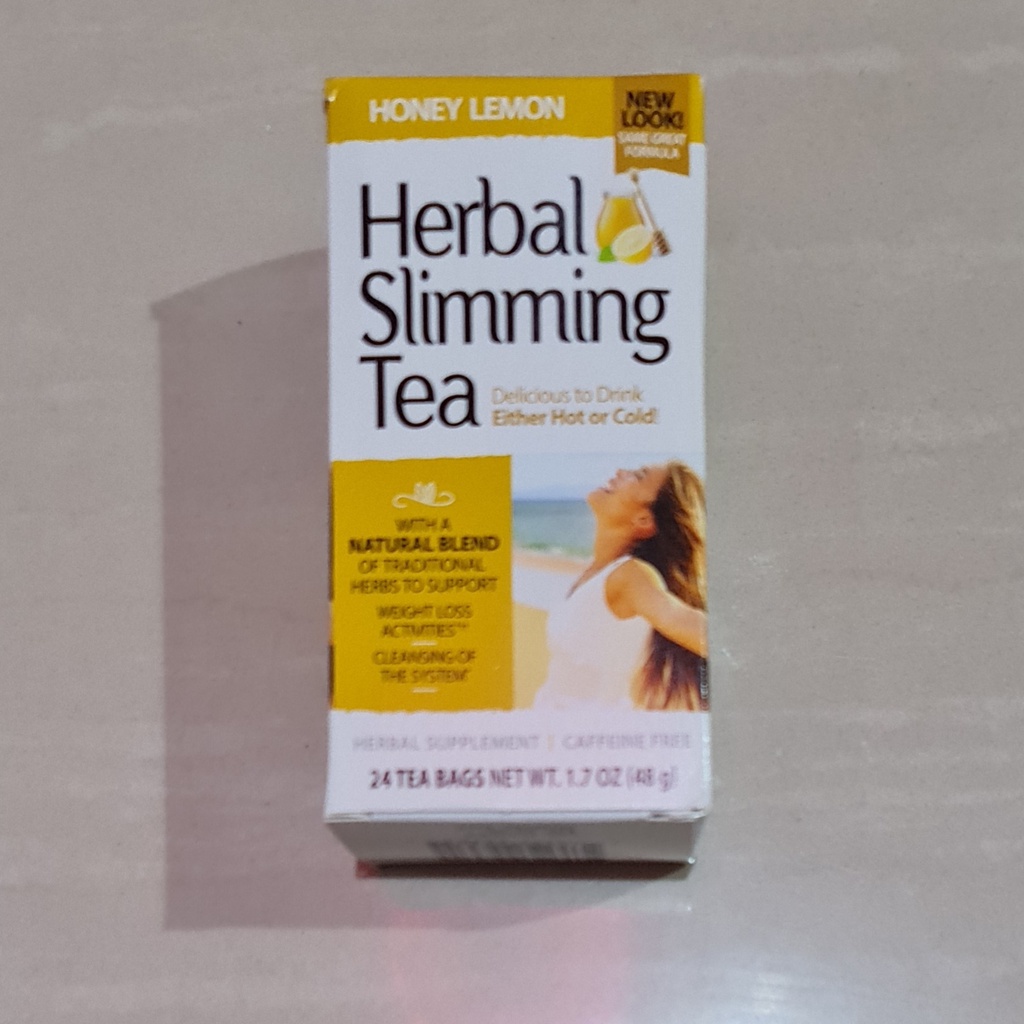 HONEY LEMON
NEW
LOOK!
SAME GREAT
FORMULA
Herbal
Slimming
Tea
Delicious to Drink
Either Hot or Cold!
WITH A
NATURAL BLEND
OF TRADITIONAL
HERBS TO SUPPORT
WEIGHT LOSS
ACTIVITIES**
CLEANSING OF
THE SYSTEM*
HERBAL SUPPLEMENT | CAFFEINE FREE
24 TEA BAGS NET WT. 1.7 OZ (48 g)